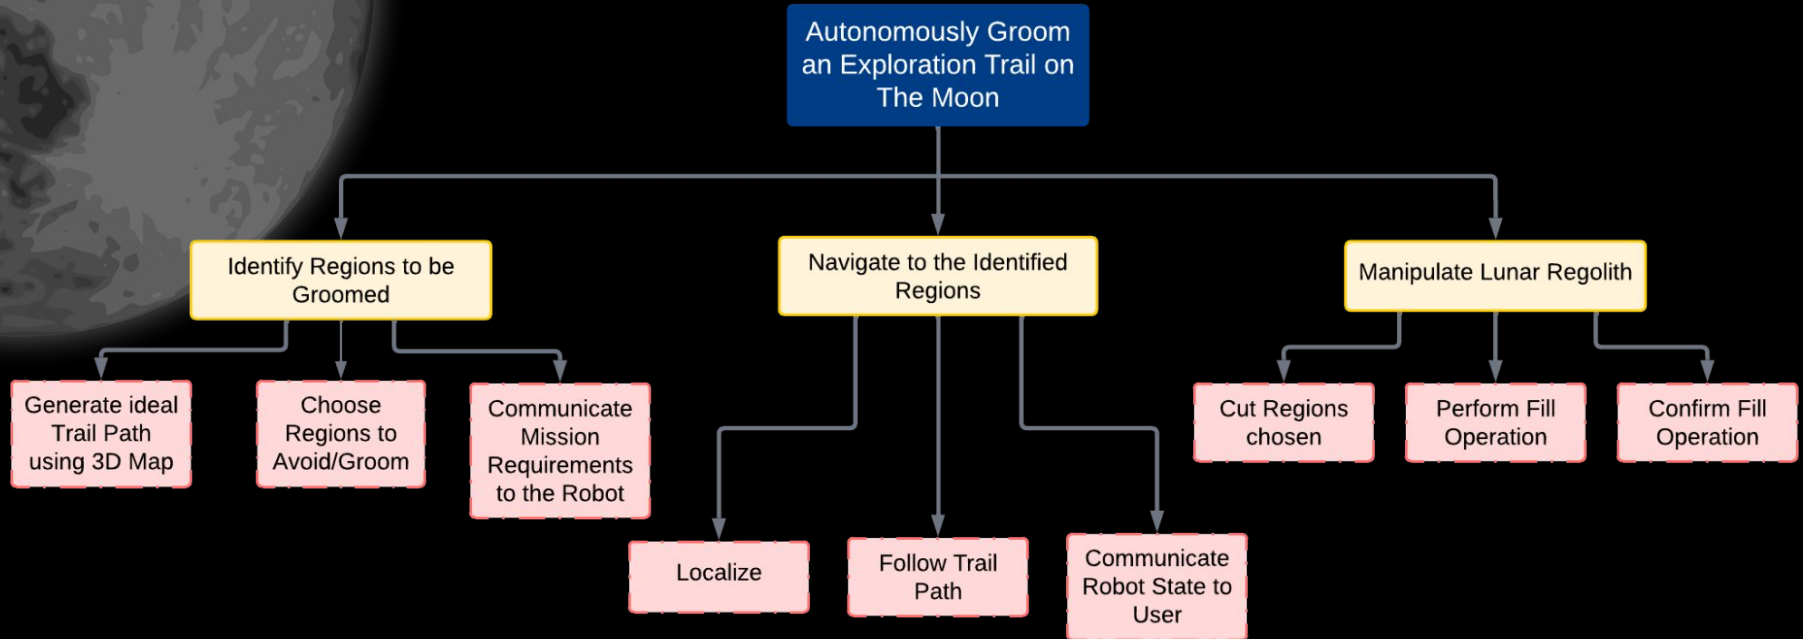 Autonomously Groom
an Exploration Trail on
The Moon
Identify Regions to be
Groomed
Navigate to the Identified
Regions
Manipulate Lunar Regolith
Generate ideal
Trail Path
using 3D Map
Choose
Regions to
Avoid/Groom
Communicate
Mission
Requirements
to the Robot
Localize
Follow Trail
Path
Communicate
Robot State to
User
Cut Regions
chosen
Perform Fill
Operation
Confirm Fill
Operation